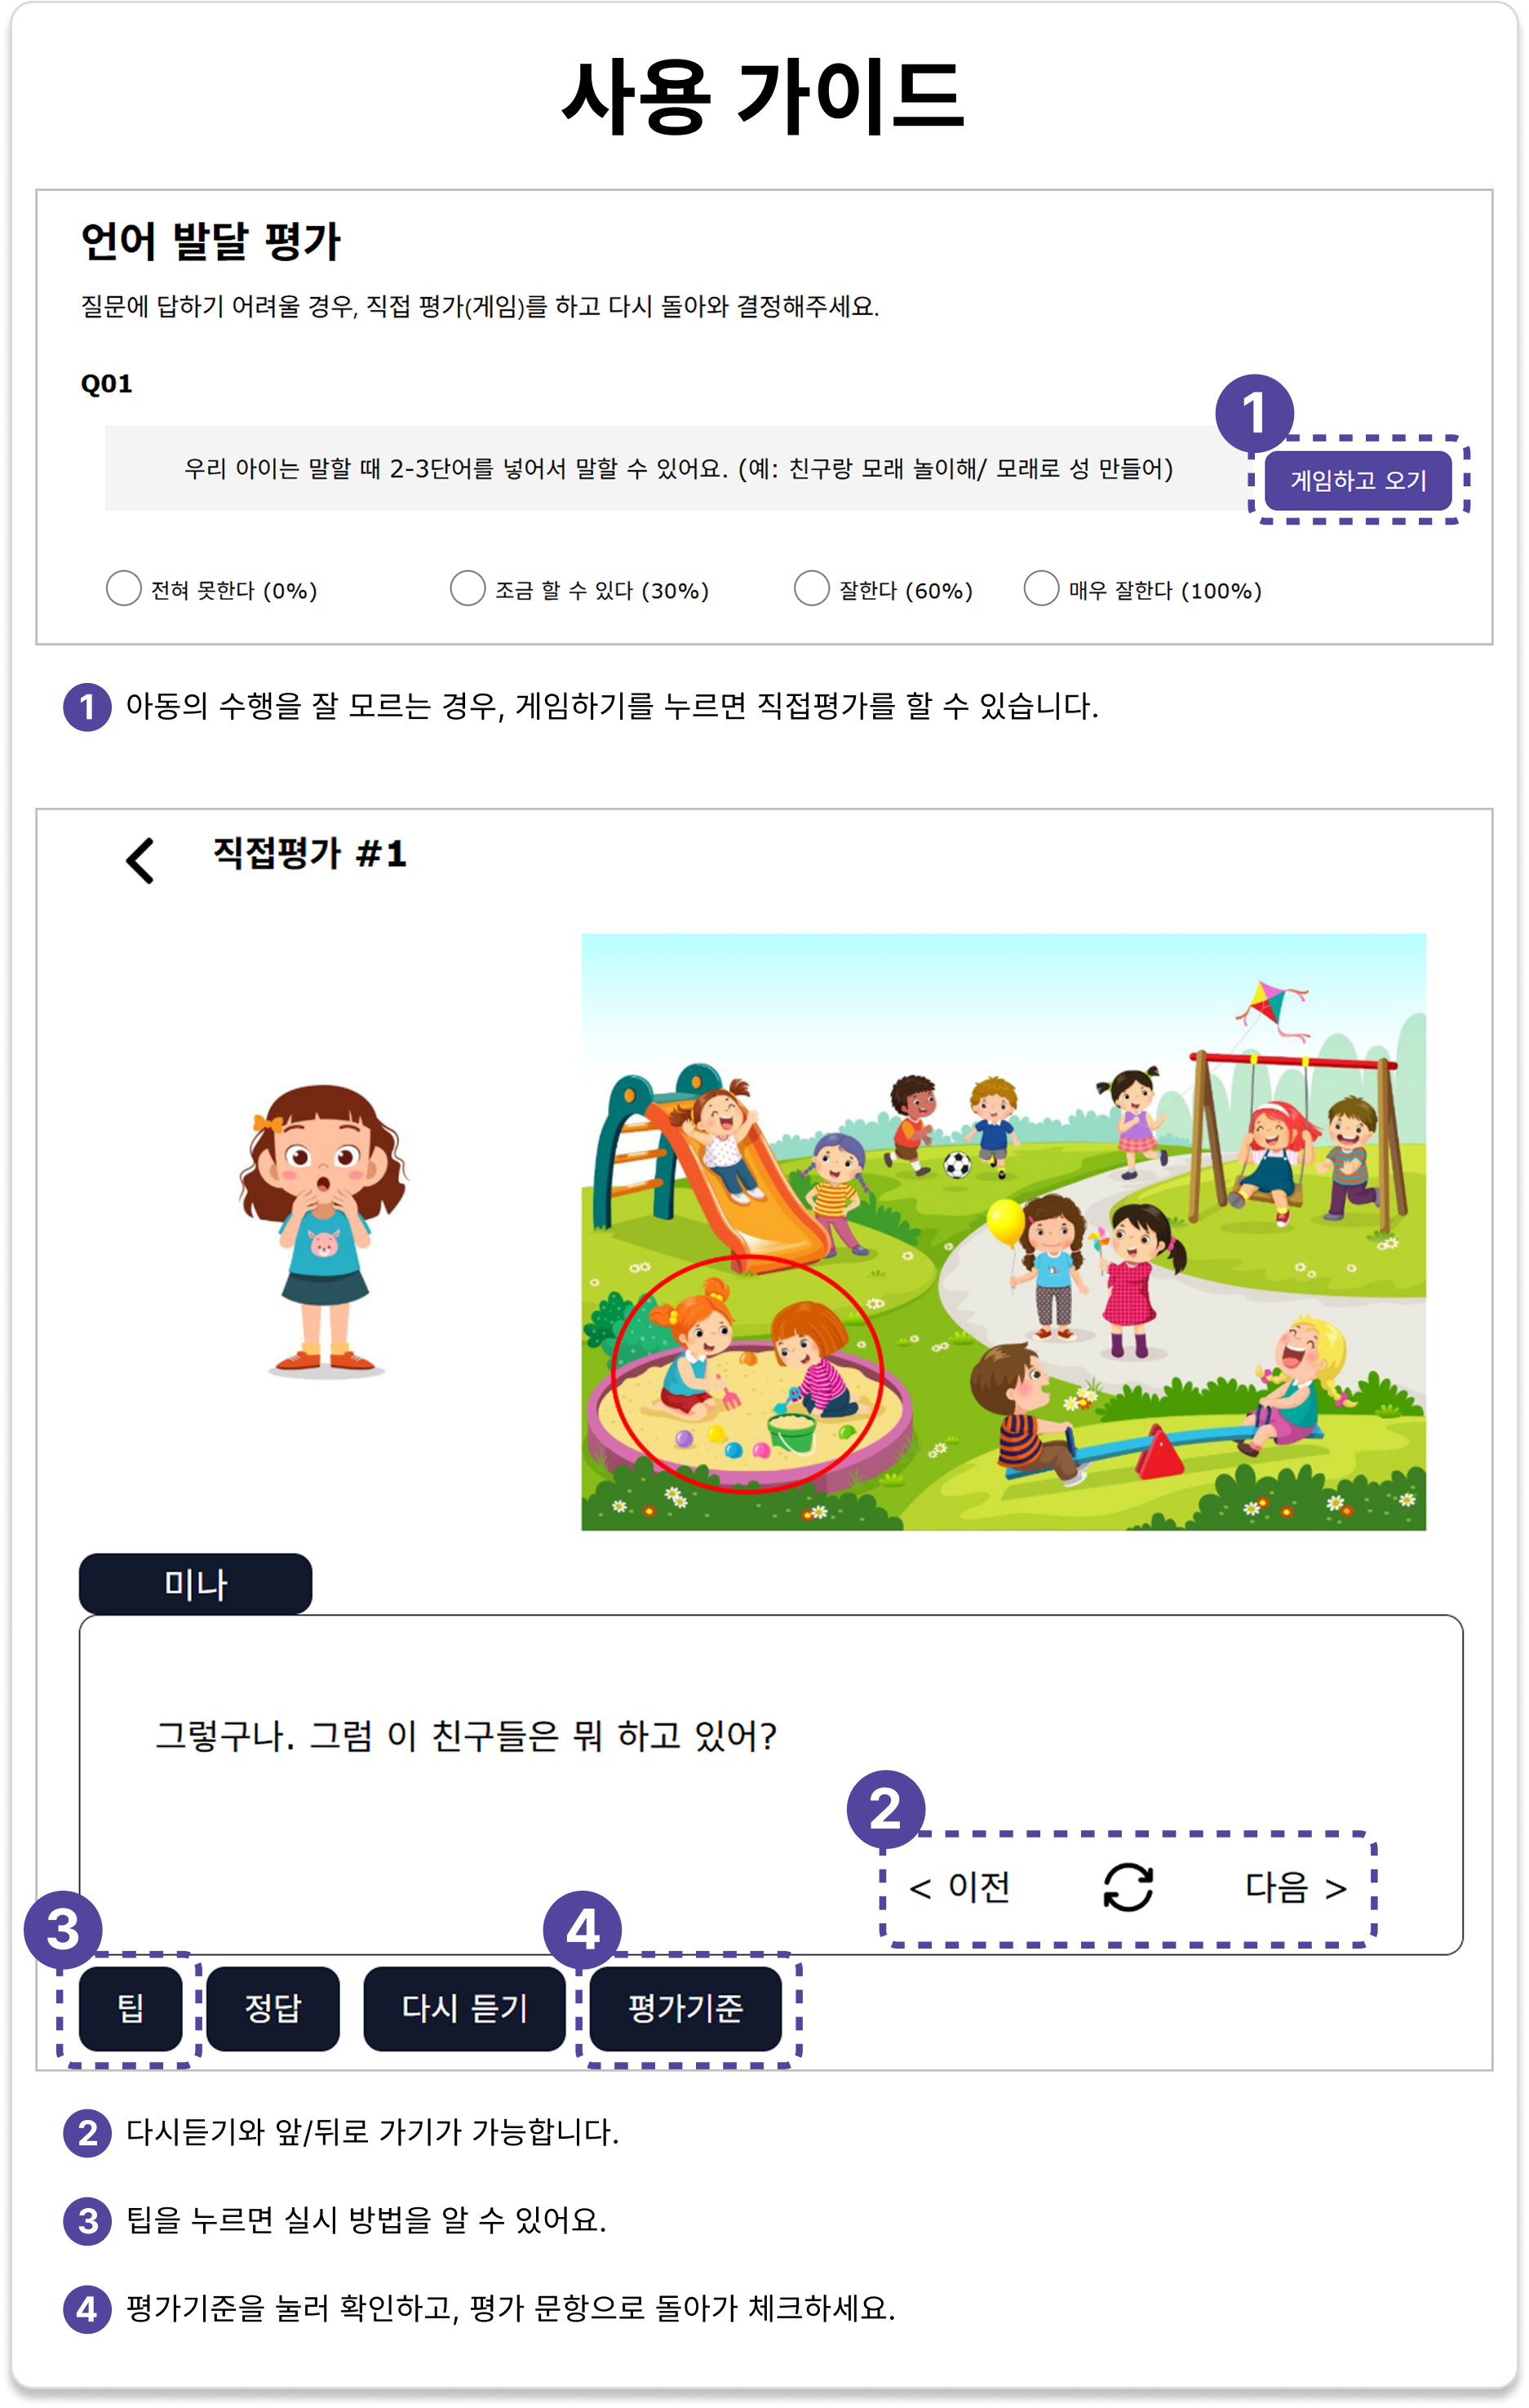 사용 가이드
언어 발달 평가
질문에 답하기 어려울 경우, 직접 평가(게임)를 하고 다시 돌아와 결정해주세요.
Q01
1
우리 아이는 말할 때 2-3단어를 넣어서 말할 수 있어요. (예: 친구랑 모래 놀이해/ 모래로 성 만들어)
게임하고 오기
전혀 못한다 (0%) 조금 할 수 있다 (30%) 잘한다 (60%) 매우 잘한다 (100%)
1 아동의 수행을 잘 모르는 경우, 게임하기를 누르면 직접평가를 할 수 있습니다.
직접평가 #1
미나
그렇구나. 그럼 이 친구들은 뭐 하고 있어?
2
< 이전 다음 >
3 4
팁 정답 다시 듣기 평가기준
2 다시듣기와 앞/뒤로 가기가 가능합니다.
3 팁을 누르면 실시 방법을 알 수 있어요.
4 평가기준을 눌러 확인하고, 평가 문항으로 돌아가 체크하세요.